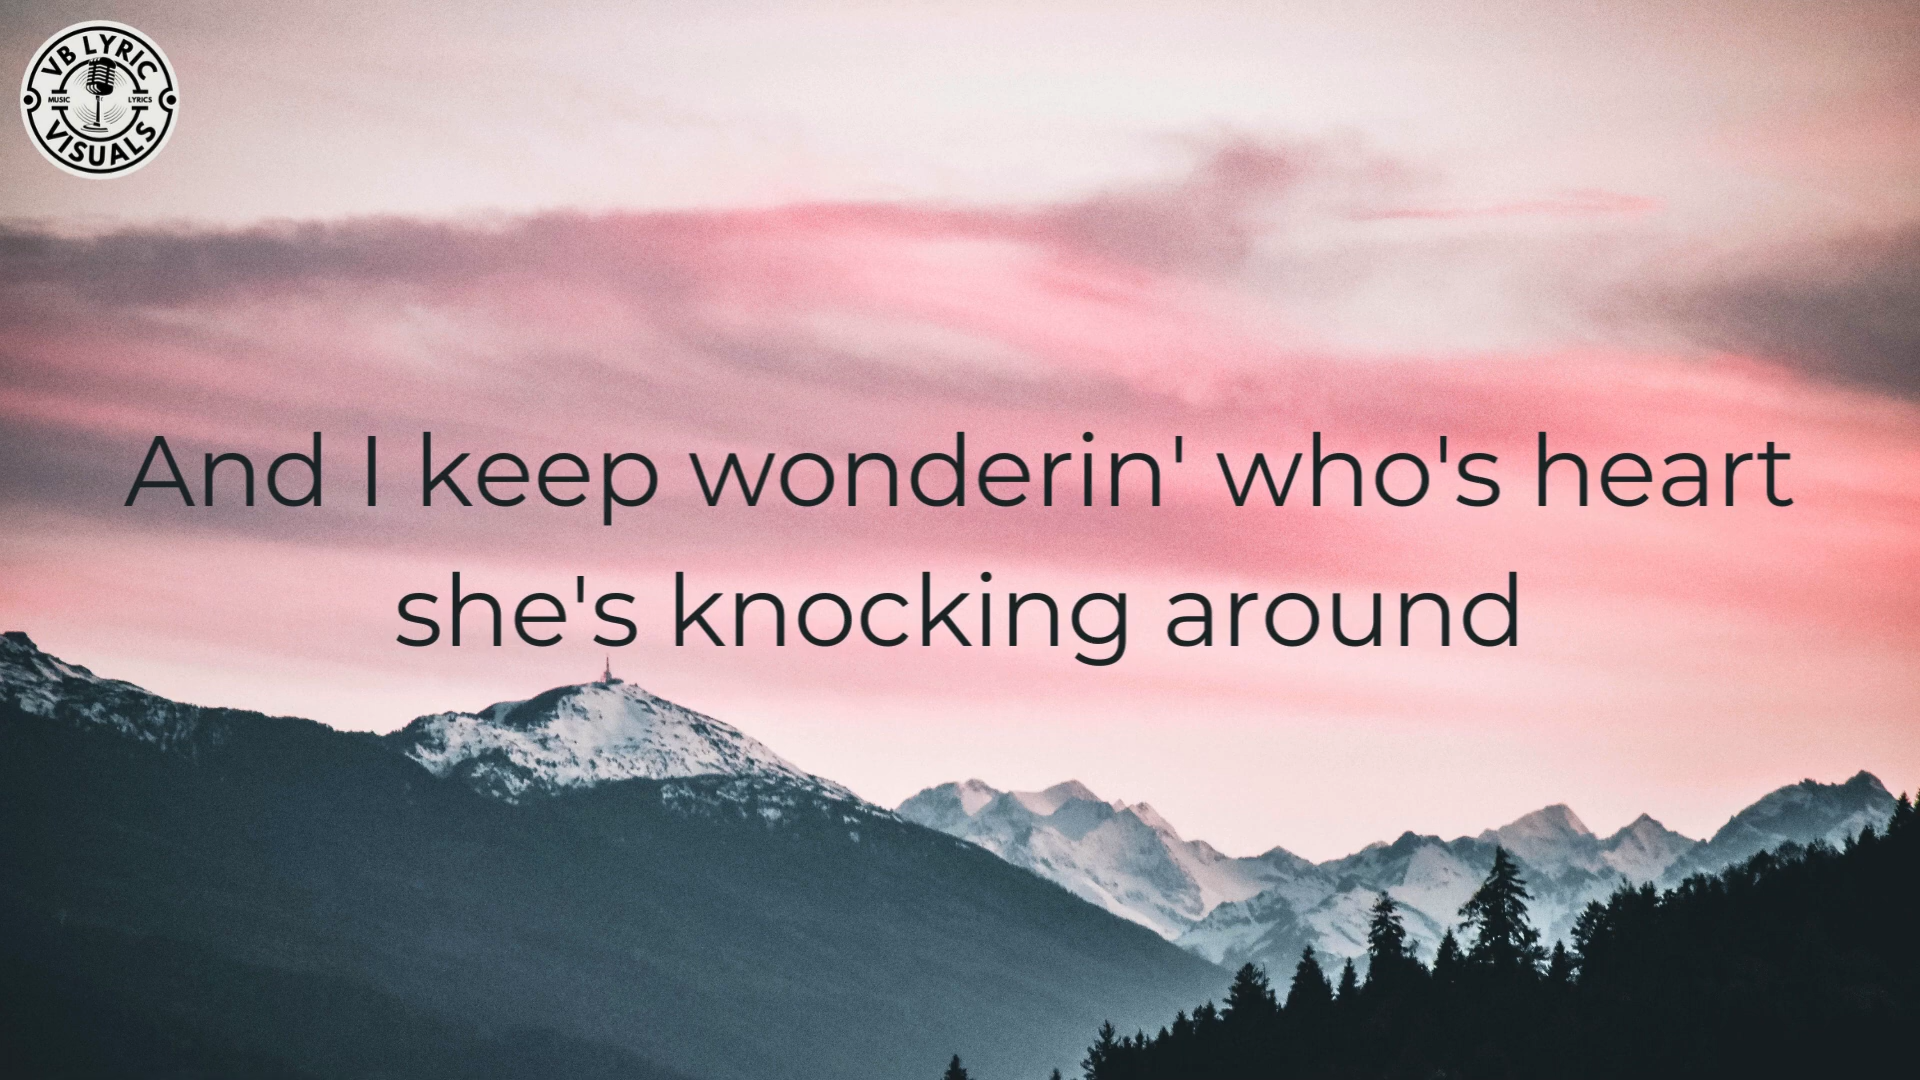 VB LYRIC
MUSIC LYRICS
VISUALS
And I keep wonderin' who's heart
she's knocking around